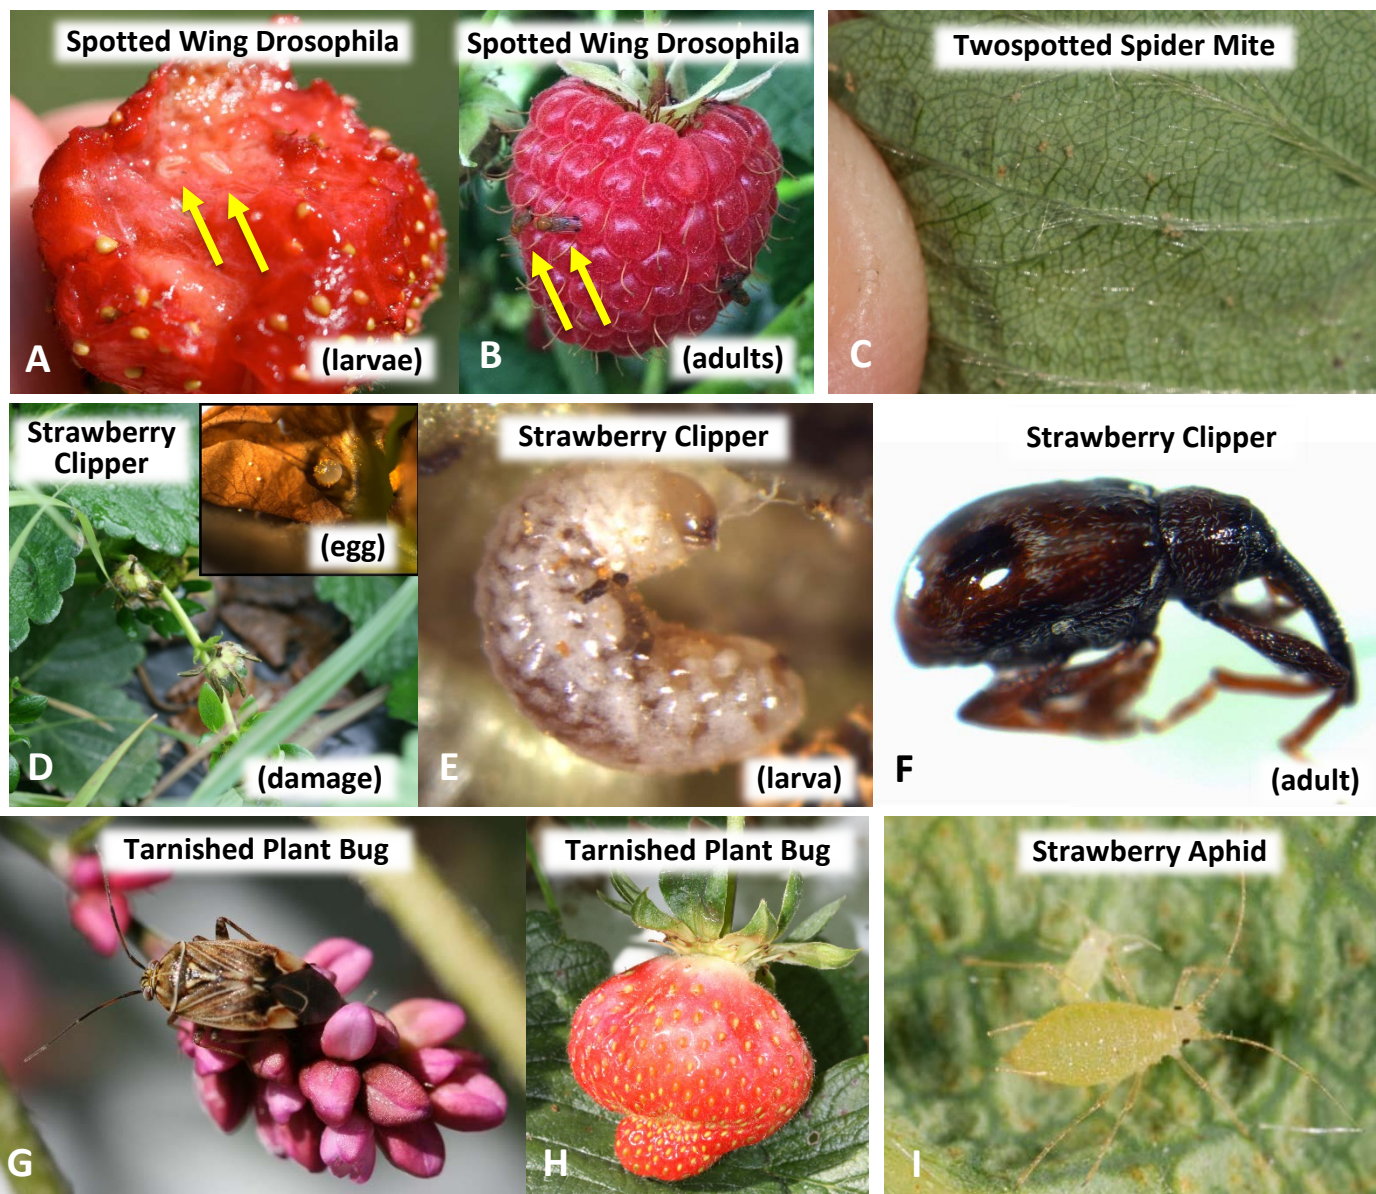 Spotted Wing Drosophila
A
(larvae)
Spotted Wing Drosophila
B
(adults)
Twospotted Spider Mite
C
Strawberry
Clipper
(egg)
D
(damage)
Strawberry Clipper
E
(larva)
Strawberry Clipper
F
(adult)
Tarnished Plant Bug
G
Tarnished Plant Bug
H
Strawberry Aphid
I